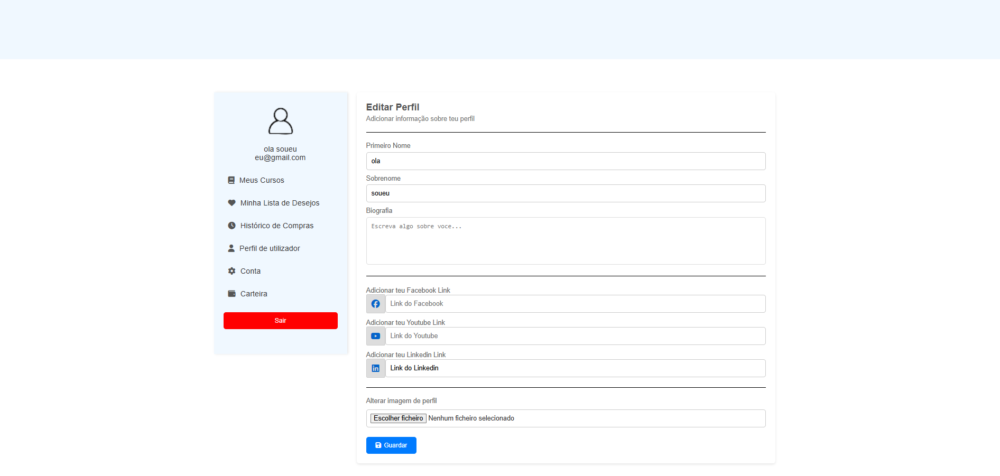 ola soueu
eu@gmail.com
Meus Cursos
Minha Lista de Desejos
Histórico de Compras
Perfil de utilizador
Conta
Carteira
Sair
Editar Perfil
Adicionar informação sobre teu perfil
Primeiro Nome
ola
Sobrenome
soueu
Biografia
Escreva algo sobre voce...
Adicionar teu Facebook Link
Link do Facebook
Adicionar teu Youtube Link
Link do Youtube
Adicionar teu Linkedin Link
Link do Linkedin
Alterar imagem de perfil
Escolher ficheiro Nenhum ficheiro selecionado
Guardar